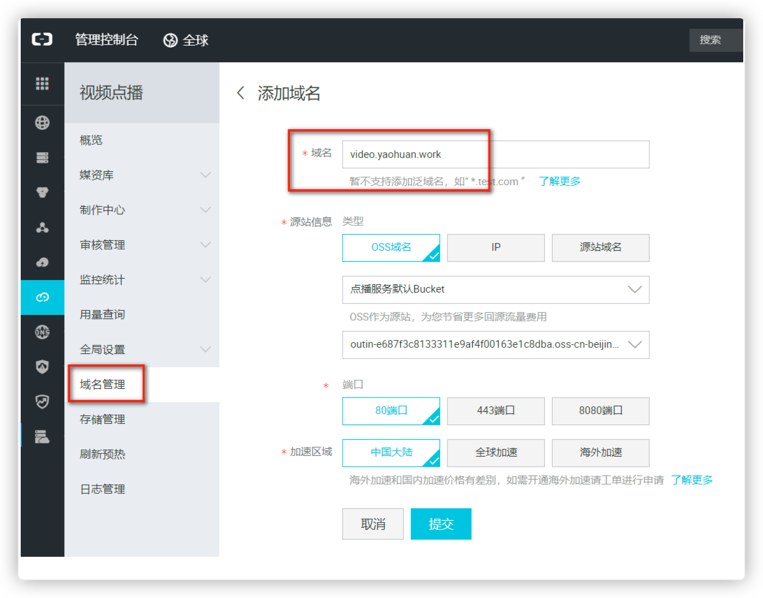 管理控制台
全球
搜索
视频点播
概览
媒资库
制作中心
审核管理
监控统计
用量查询
全局设置
域名管理
存储管理
刷新预热
日志管理
添加域名
* 域名
video.yaohuan.work
暂不支持添加泛域名，如“*.test.com ” 了解更多
* 源站信息 类型
OSS域名 IP 源站域名
点播服务默认Bucket
OSS作为源站，为您节省更多回源流量费用
outin-e687f3c8133311e9af4f00163e1c8dba.oss-cn-beijin...
* 端口
80端口 443端口 8080端口
* 加速区域 中国大陆 全球加速 海外加速
海外加速和国内加速价格有差别，如需开通海外加速请工单进行申请 了解更多
取消 提交
DNS